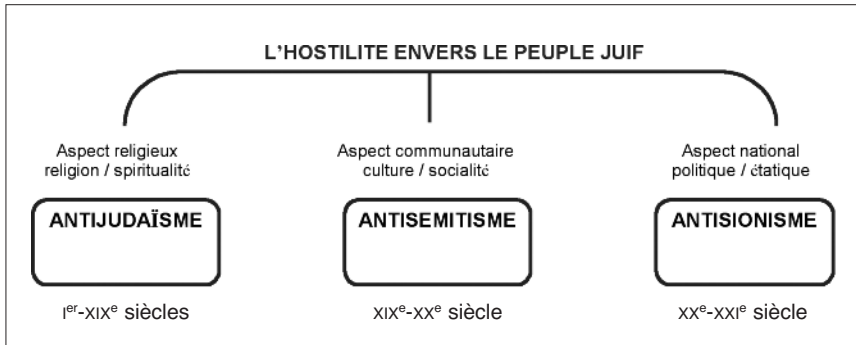 L'HOSTILITE ENVERS LE PEUPLE JUIF
Aspect religieux
religion / spiritualité
ANTIJUDAÏSME
Ier-XIXe siècles
Aspect communautaire
culture / socialité
ANTISEMITISME
XIXe-XXe siècle
Aspect national
politique / étatique
ANTISIONISME
XXe-XXIe siècle